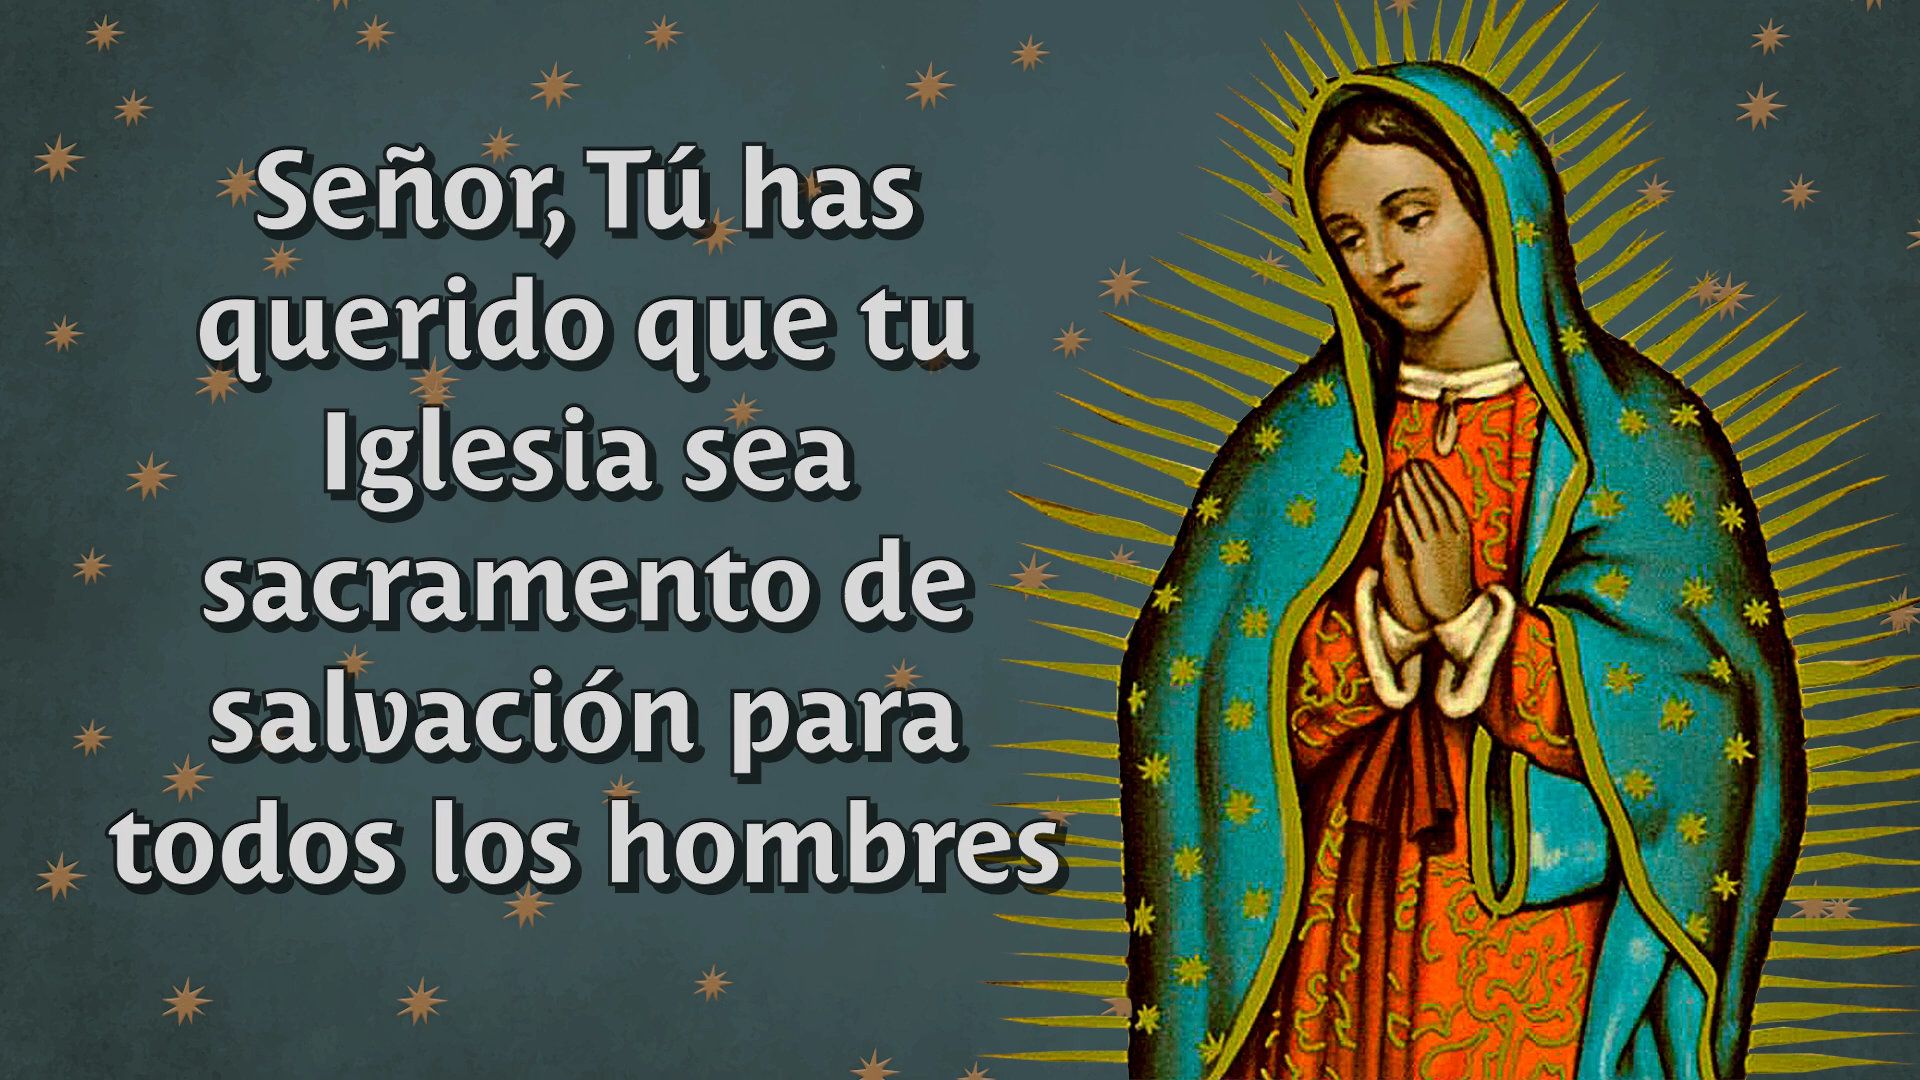 Señor, Tú has
querido que tu
Iglesia sea
sacramento de
salvación para
todos los hombres